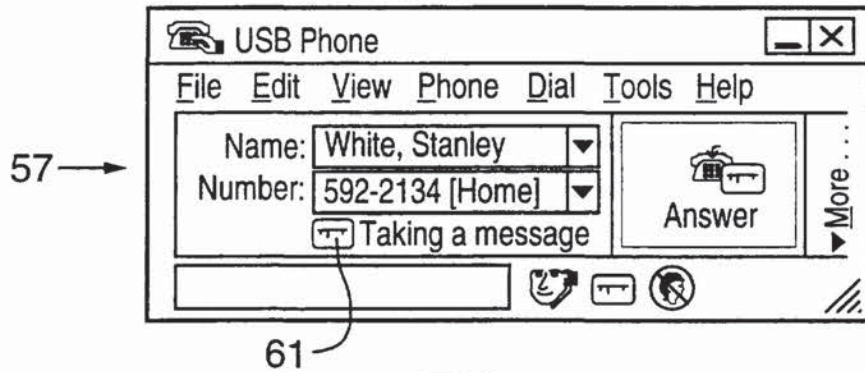 USB Phone
File Edit View Phone Dial Tools Help
Name: White, Stanley
Number: 592-2134 [Home]
Taking a message
Answer
More...
57
61